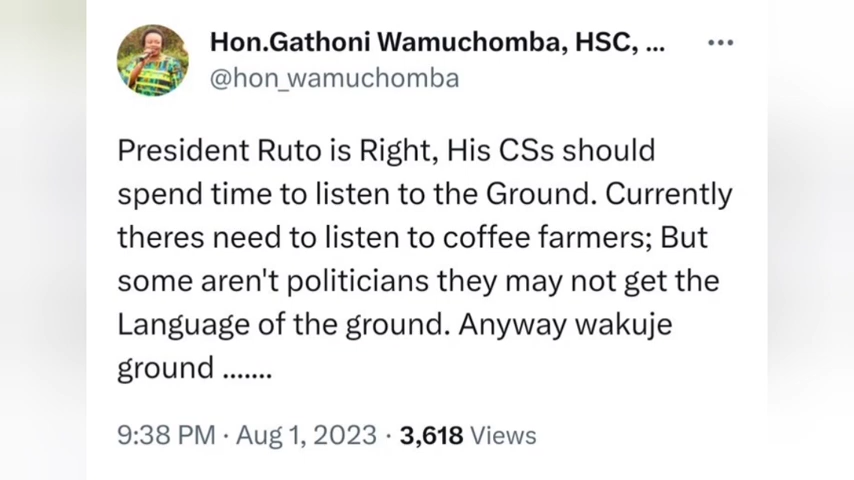 Hon.Gathoni Wamuchomba, HSC, ...
@hon_wamuchomba
President Ruto is Right, His CSs should
spend time to listen to the Ground. Currently
theres need to listen to coffee farmers; But
some aren't politicians they may not get the
Language of the ground. Anyway wakuje
ground .......
9:38 PM · Aug 1, 2023 · 3,618 Views